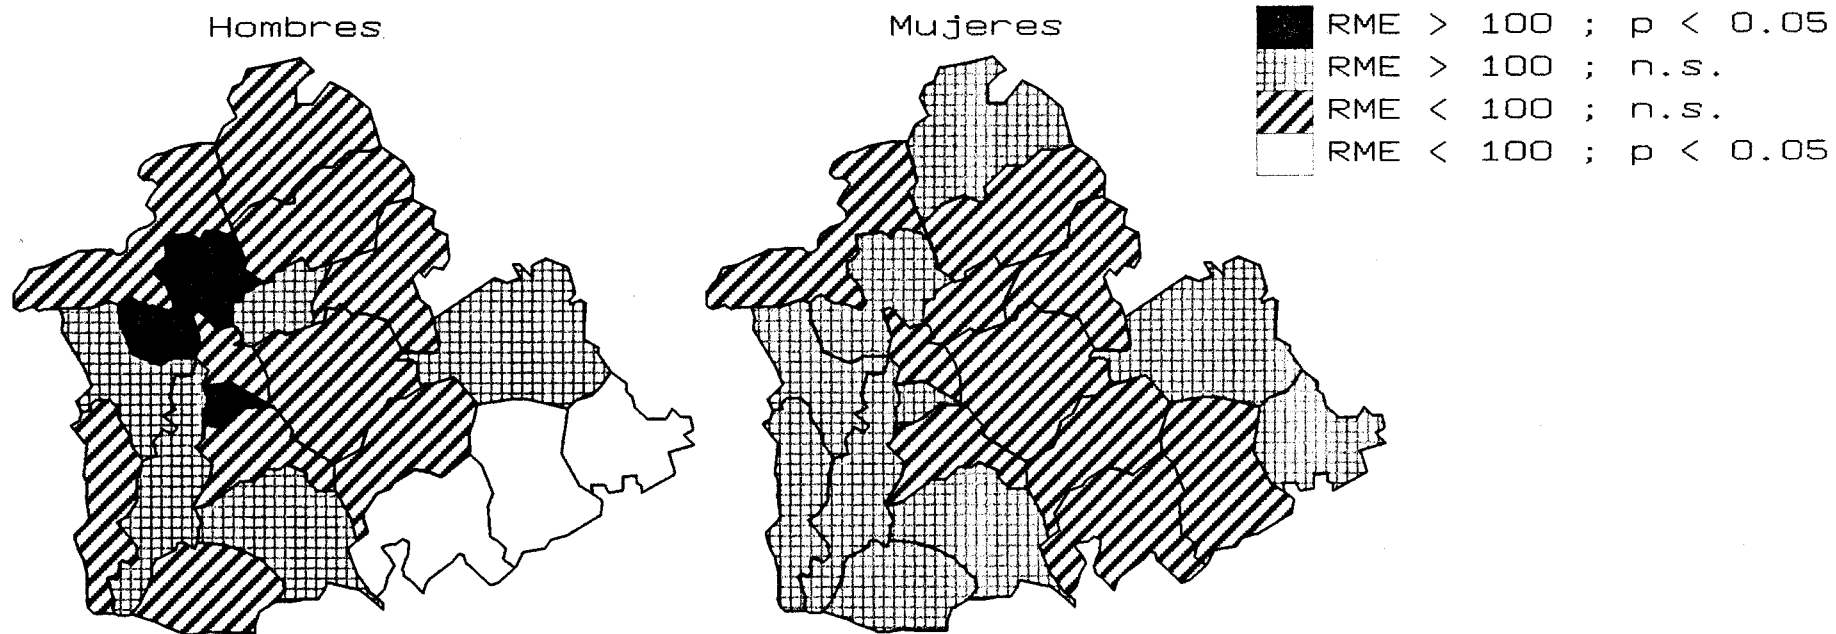 Hombres
Mujeres
RME > 100 ; p < 0.05
RME > 100 ; n.s.
RME < 100 ; n.s.
RME < 100 ; p < 0.05